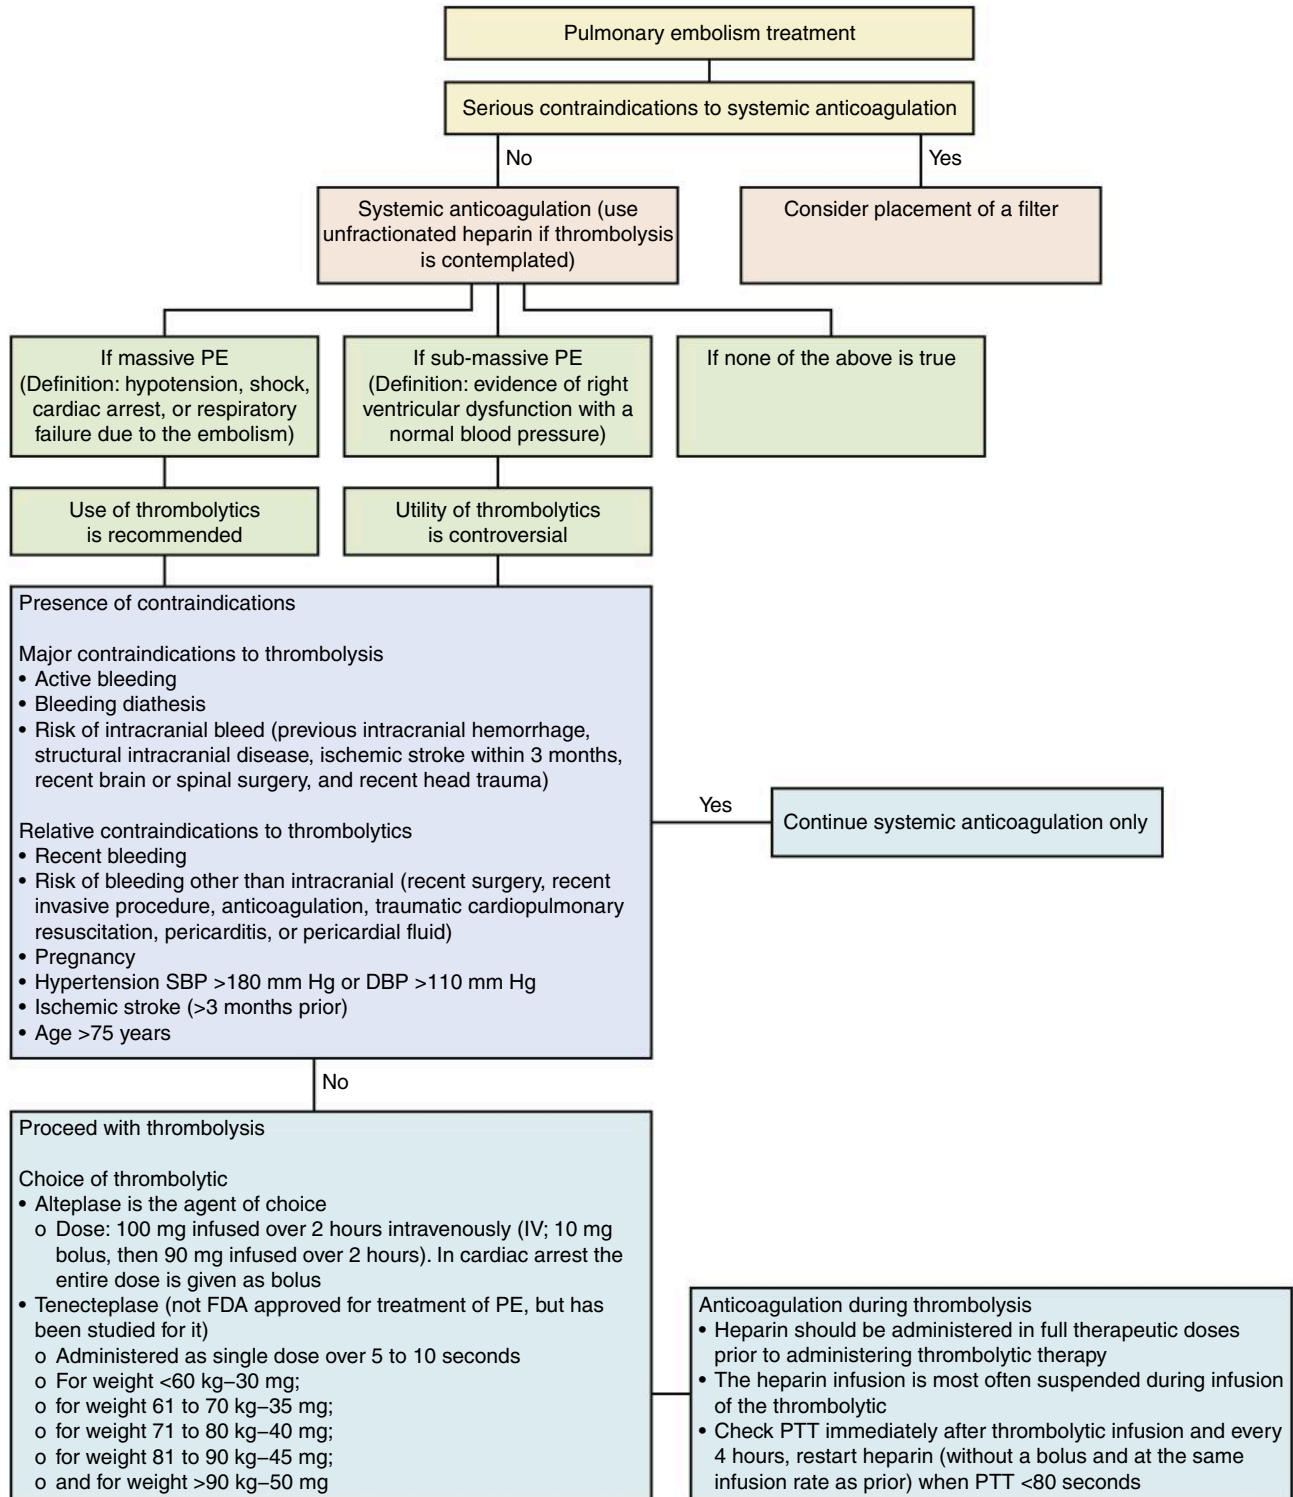 Pulmonary embolism treatment
Serious contraindications to systemic anticoagulation
No
Yes
Systemic anticoagulation (use
unfractionated heparin if thrombolysis
is contemplated)
Consider placement of a filter
If massive PE
(Definition: hypotension, shock,
cardiac arrest, or respiratory
failure due to the embolism)
If sub-massive PE
(Definition: evidence of right
ventricular dysfunction with a
normal blood pressure)
If none of the above is true
Use of thrombolytics
is recommended
Utility of thrombolytics
is controversial
Presence of contraindications
Major contraindications to thrombolysis
• Active bleeding
• Bleeding diathesis
• Risk of intracranial bleed (previous intracranial hemorrhage,
structural intracranial disease, ischemic stroke within 3 months,
recent brain or spinal surgery, and recent head trauma)
Relative contraindications to thrombolytics
• Recent bleeding
• Risk of bleeding other than intracranial (recent surgery, recent
invasive procedure, anticoagulation, traumatic cardiopulmonary
resuscitation, pericarditis, or pericardial fluid)
• Pregnancy
• Hypertension SBP >180 mm Hg or DBP >110 mm Hg
• Ischemic stroke (>3 months prior)
• Age >75 years
Yes
Continue systemic anticoagulation only
No
Proceed with thrombolysis
Choice of thrombolytic
• Alteplase is the agent of choice
o Dose: 100 mg infused over 2 hours intravenously (IV; 10 mg
bolus, then 90 mg infused over 2 hours). In cardiac arrest the
entire dose is given as bolus
• Tenecteplase (not FDA approved for treatment of PE, but has
been studied for it)
o Administered as single dose over 5 to 10 seconds
o For weight <60 kg–30 mg;
o for weight 61 to 70 kg–35 mg;
o for weight 71 to 80 kg–40 mg;
o for weight 81 to 90 kg–45 mg;
o and for weight >90 kg–50 mg
Anticoagulation during thrombolysis
• Heparin should be administered in full therapeutic doses
prior to administering thrombolytic therapy
• The heparin infusion is most often suspended during infusion
of the thrombolytic
• Check PTT immediately after thrombolytic infusion and every
4 hours, restart heparin (without a bolus and at the same
infusion rate as prior) when PTT <80 seconds